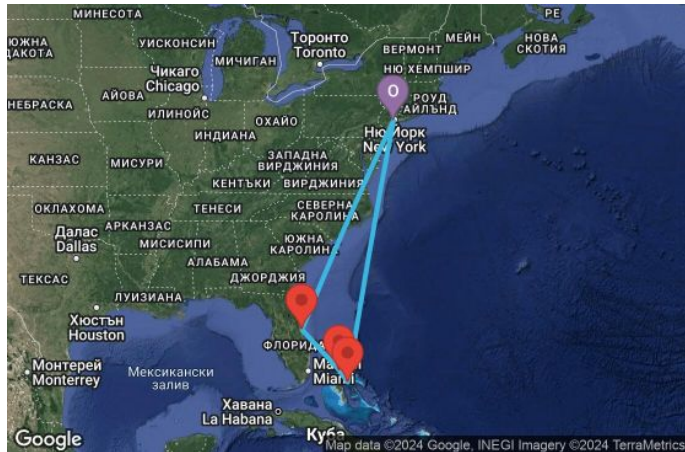 МИНЕСОТА
РЕ
ЮЖНА
ДАКОТА
УИСКОНСИН
Торонто
Toronto
МЕЙН
НОВА
СКОТИЯ
ВЕРМОНТ
МИЧИГАН
НЮ ХЕМПШИР
Чикаго
Chicago
НЕБРАСКА
АЙОВА
O
РОУД
АЙЛЪНД
ИЛИНОЙС
ОХАЙО
ИНДИАНА
Ню Йорк
New York
КАНЗАС
МИСУРИ
ЗАПАДНА
ВИРДЖИНИЯ
КЕНТЪКИ
ВИРДЖИНИЯ
ОКЛАХОМА
ТЕНЕСИ
СЕВЕРНА
КАРОЛИНА
АРКАНЗАС
Далас
Dallas
МИСИСИПИ
ЮЖНА
КАРОЛИНА
АЛАБАМА
ДЖОРДЖИЯ
ТЕКСАС
ЛУИЗИАНА
Хюстън
Houston
ФЛОРИДА
Монтерей
Monterrey
Мексикански
залив
Miami
Хавана
La Habana
Куба
Google
Map data ©2024 Google, INEGI Imagery ©2024 TerraMetrics